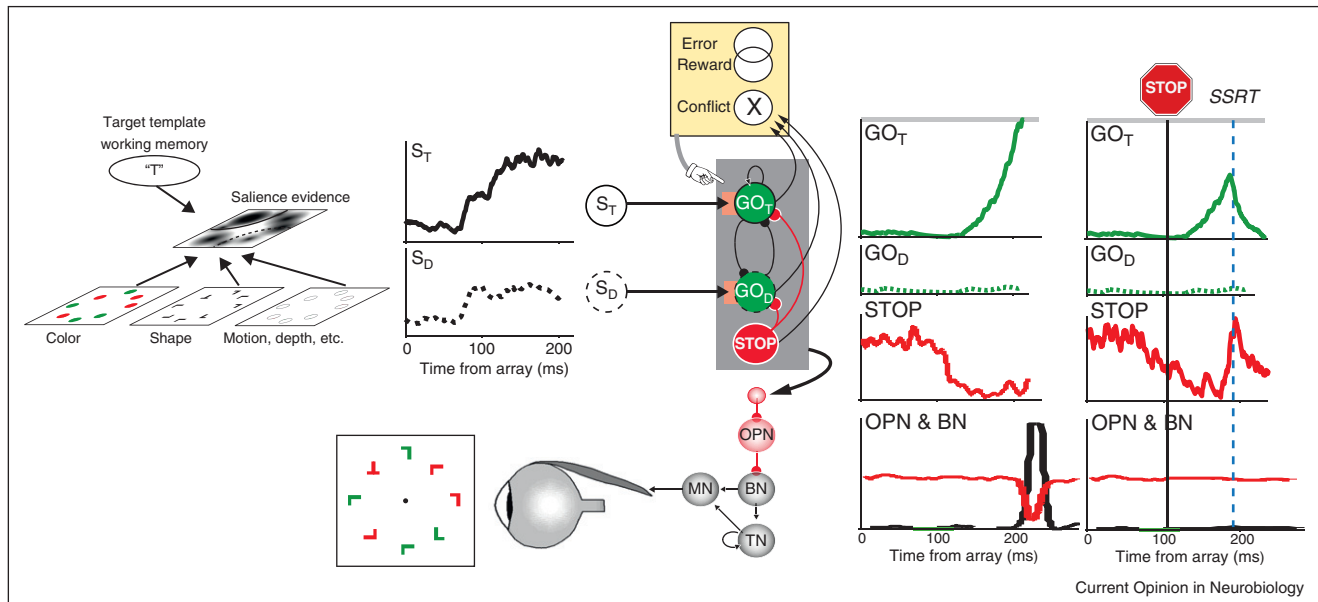 Target template
working memory
"T"
Salience evidence
Color
Shape
Motion, depth, etc.
S_T
S_D
0
100
200
Time from array (ms)
Error
Reward
Conflict
X
S_T
GO_T
S_D
GO_D
STOP
OPN
MN
BN
TN
GO_T
GO_D
STOP
OPN & BN
0
100
200
Time from array (ms)
STOP
SSRT
GO_T
GO_D
STOP
OPN & BN
0
100
200
Time from array (ms)
Current Opinion in Neurobiology